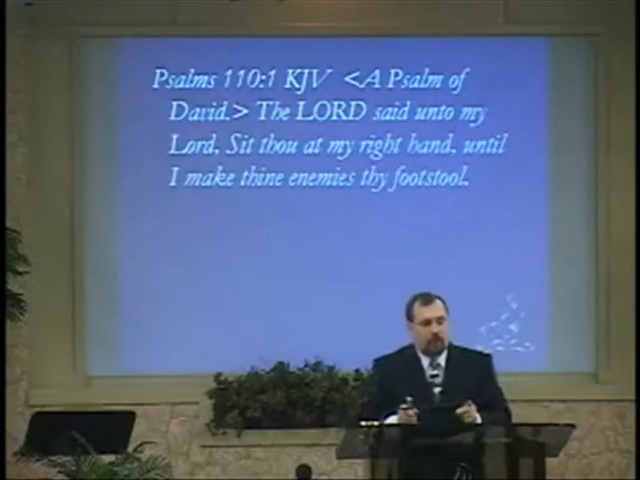 Psalms 110:1 KJV <A Psalm of
David.> The LORD said unto my
Lord, Sit thou at my right hand, until
I make thine enemies thy footstool.